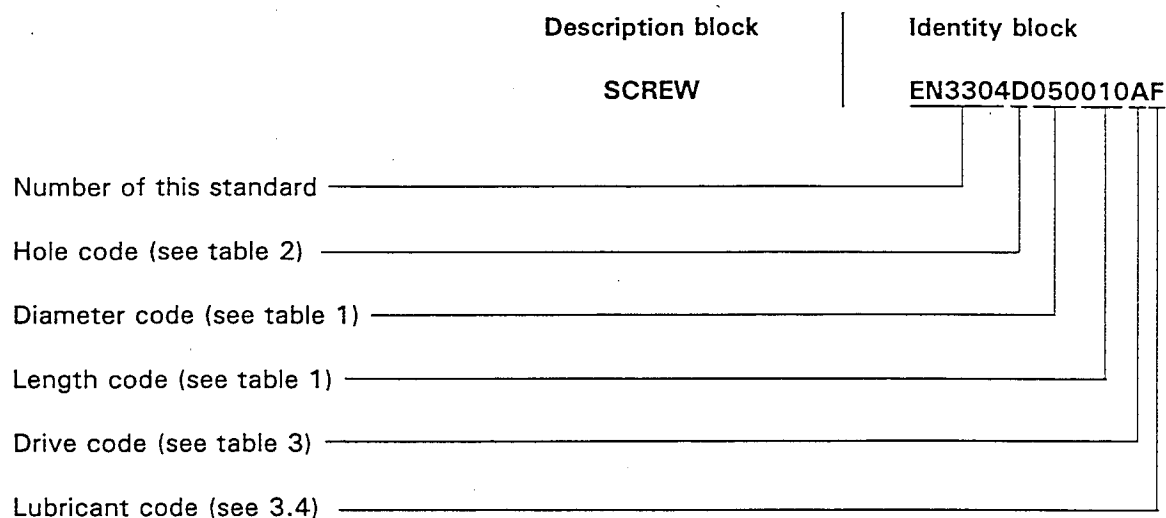 Description block Identity block
SCREW EN3304D050010AF
Number of this standard
Hole code (see table 2)
Diameter code (see table 1)
Length code (see table 1)
Drive code (see table 3)
Lubricant code (see 3.4)